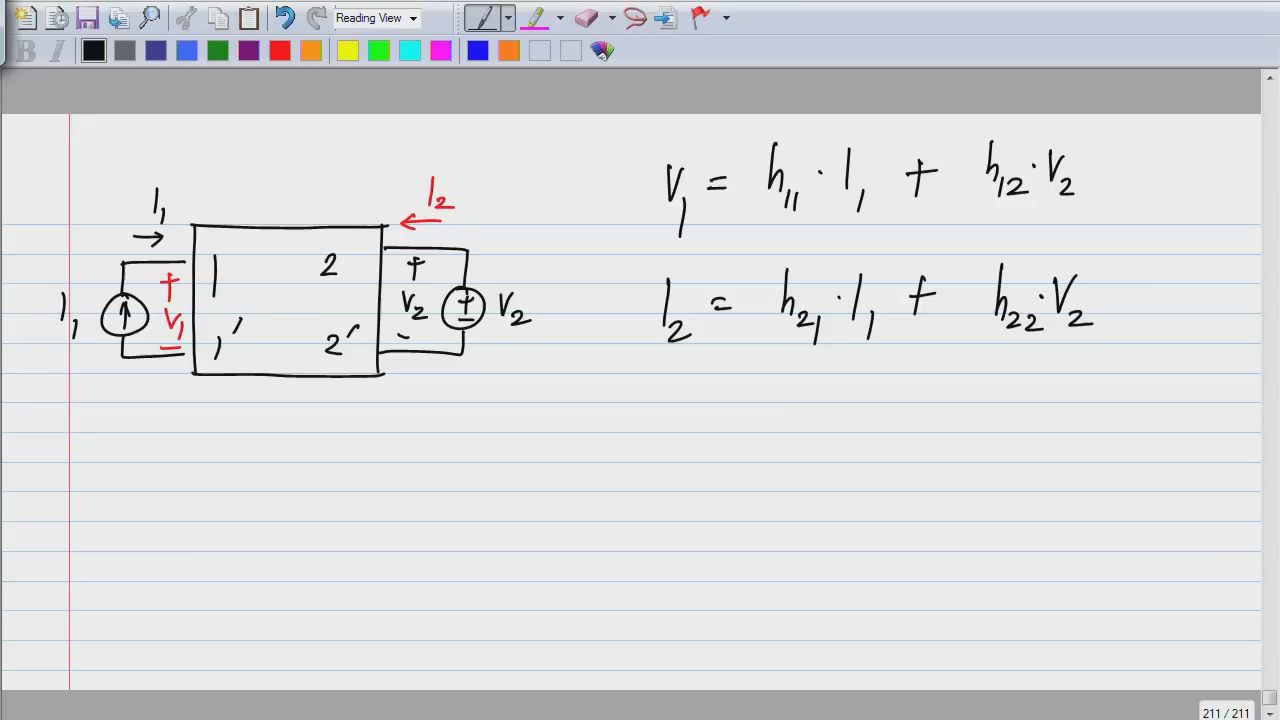 Reading View
B I
V1 = h11 · I1 + h12 · V2
I2 = h21 · I1 + h22 · V2
I1
I2
I1
+
V1
−
1
1′
2
2′
+
V2
−
+
−
V2
211 / 211